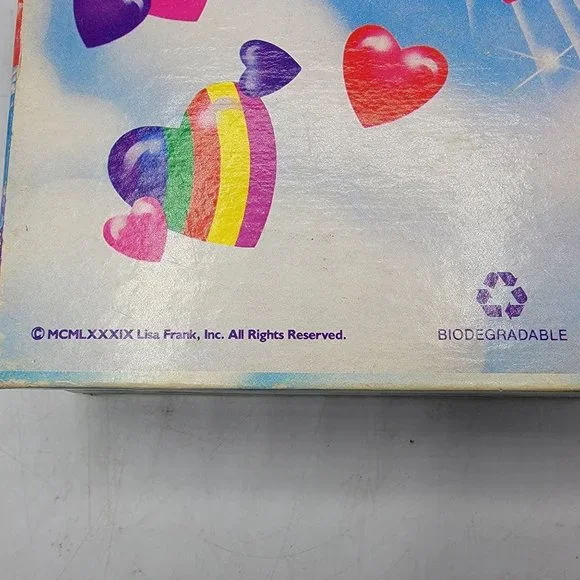 © MCMLXXXIX Lisa Frank, Inc. All Rights Reserved.
BIODEGRADABLE